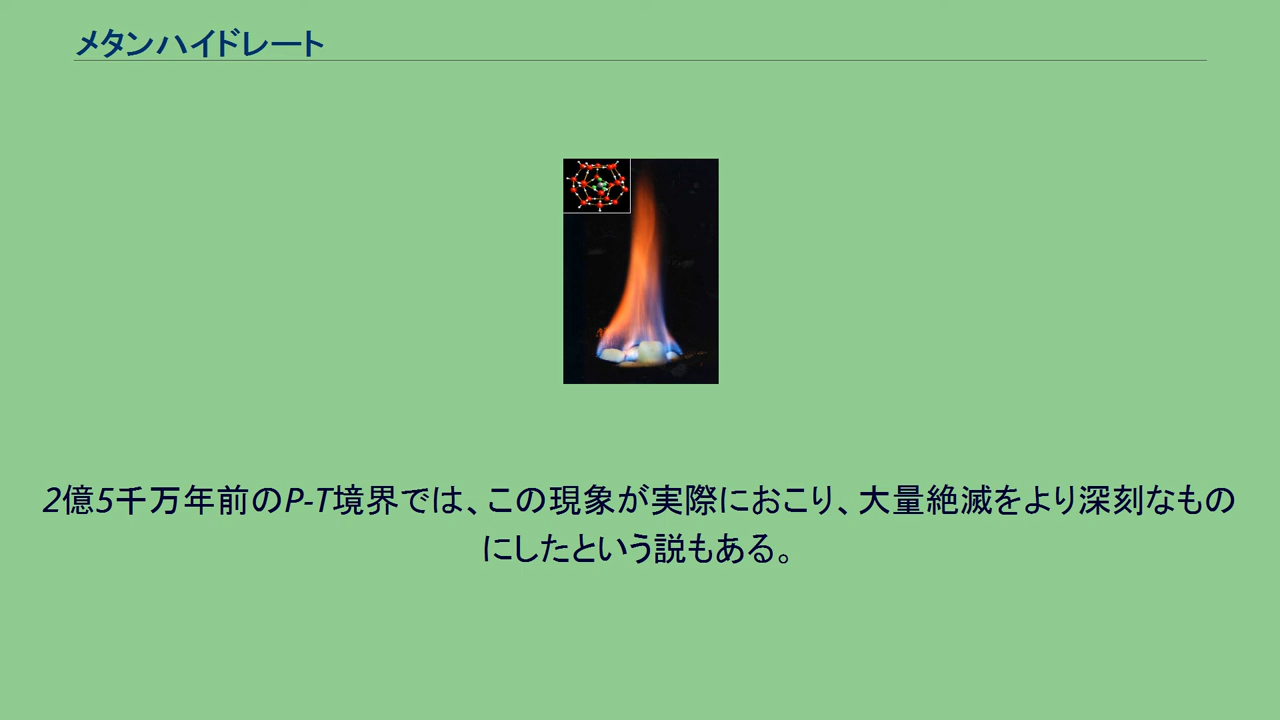 メタンハイドレート
2億5千万年前のP-T境界では、この現象が実際におこり、大量絶滅をより深刻なもの
にしたという説もある。